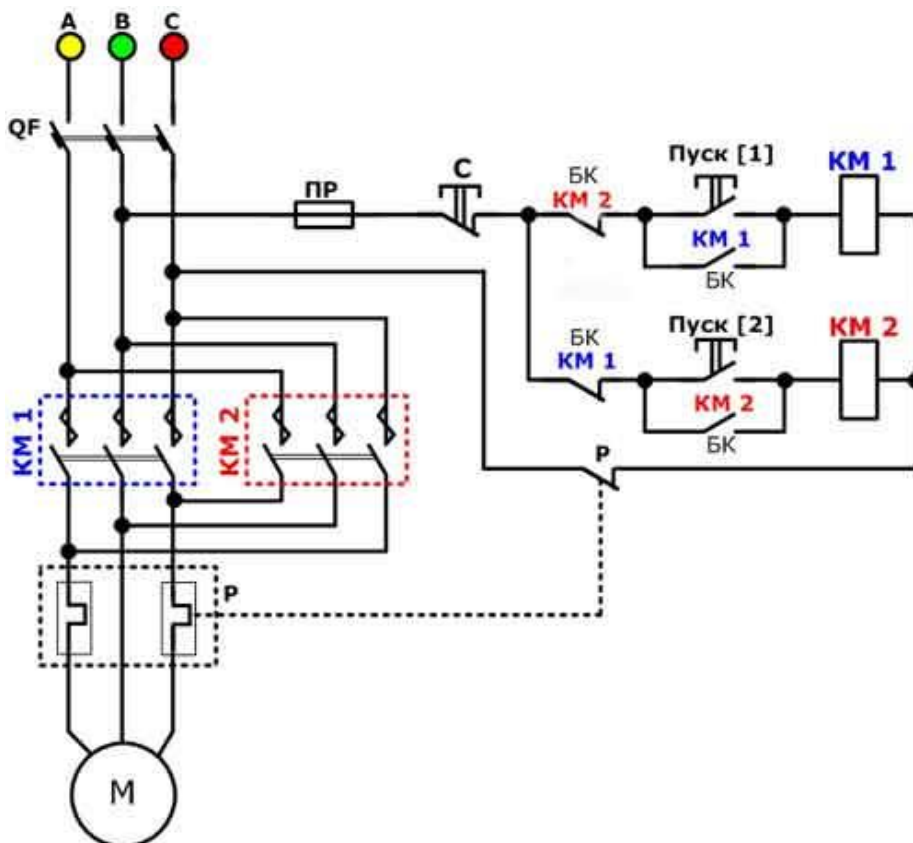 A B C
QF
ПР
С
БК
КМ 2
Пуск [1]
КМ 1
КМ 1
БК
БК
КМ 1
Пуск [2]
КМ 2
КМ 2
БК
КМ 1
КМ 2
Р
Р
М